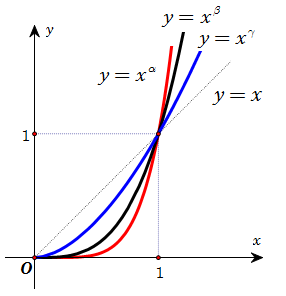 y = x^β
y
y = x^γ
y = x^α
y = x
1
x
O
1